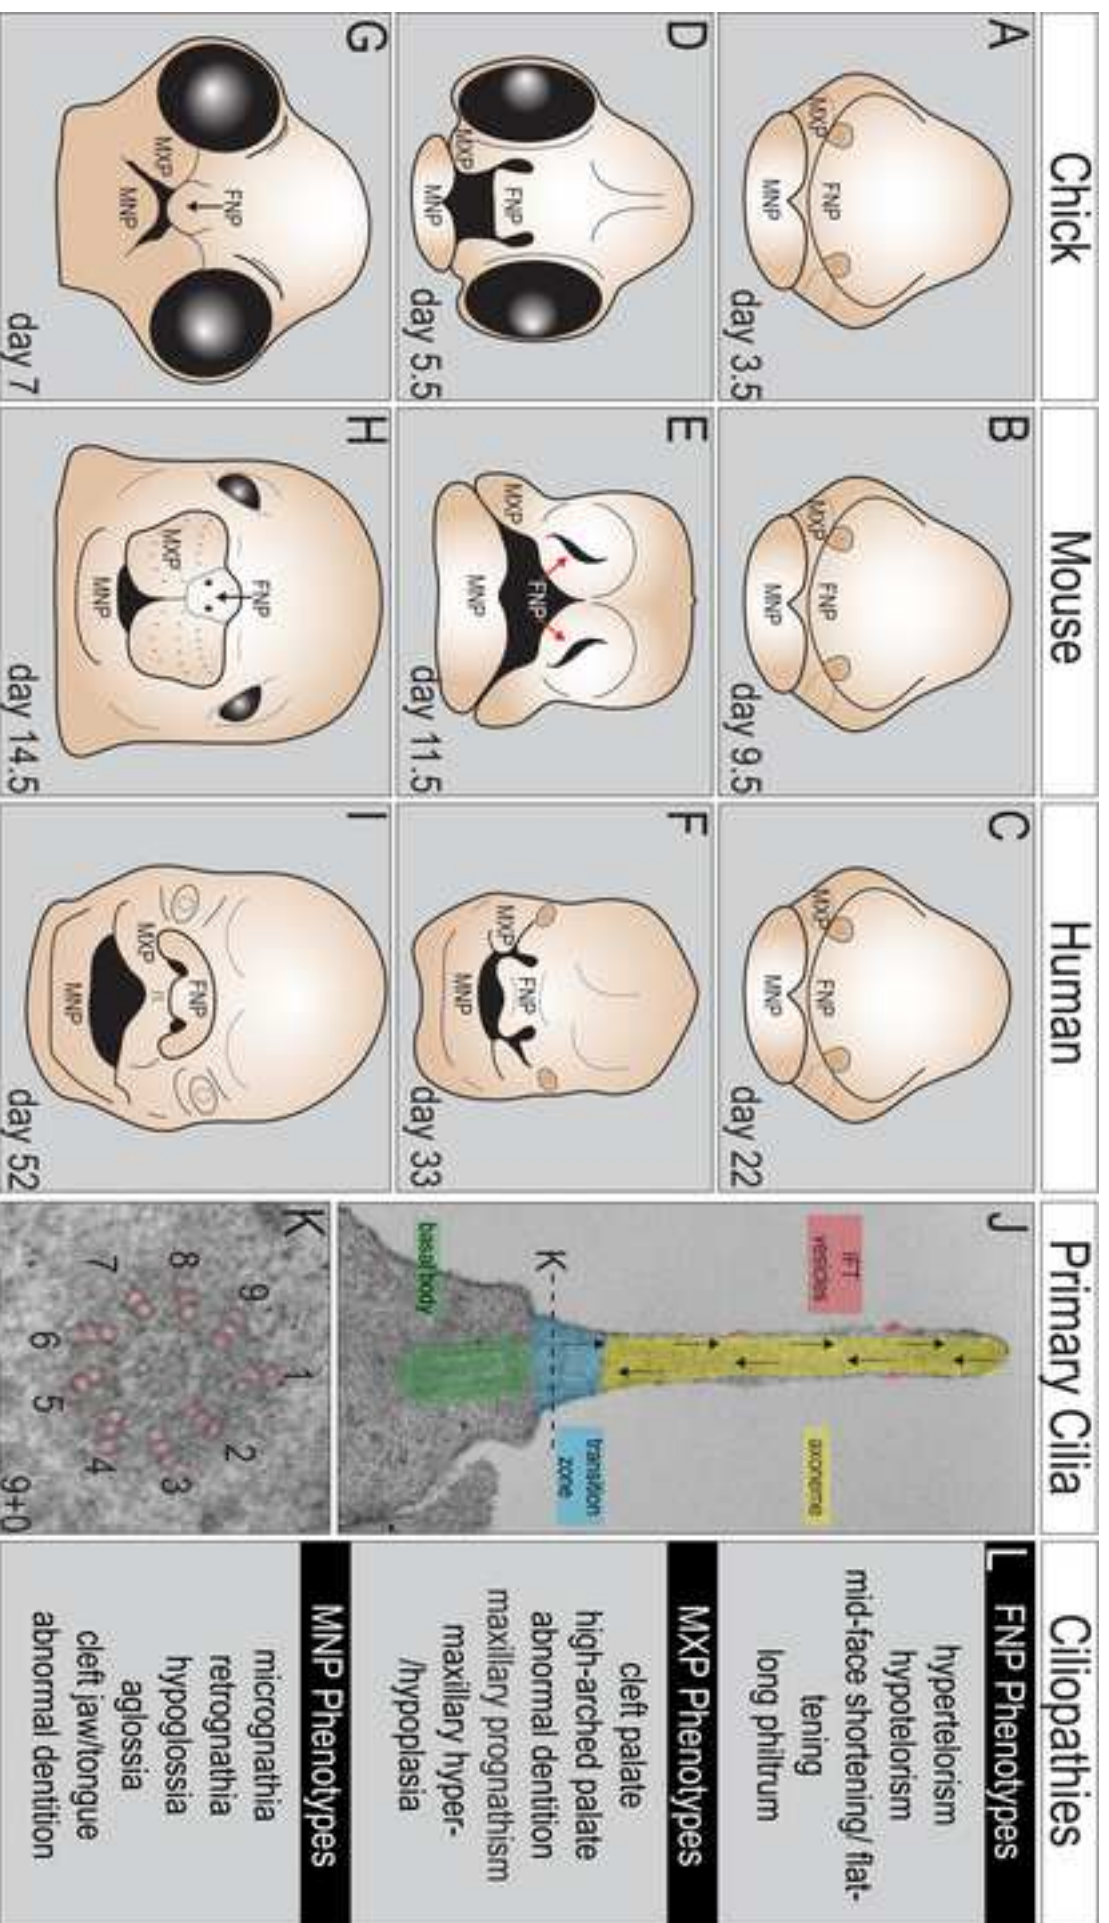 Chick
Mouse
Human
Primary Cilia
Ciliopathies
A
MXP
FNP
MNP
day 3.5
B
MXP
FNP
MNP
day 9.5
C
MXP
FNP
MNP
day 22
D
FNP
MXP
MNP
day 5.5
E
MXP
FNP
MNP
day 11.5
F
MXP
FNP
MNP
day 33
G
FNP
MXP
MNP
day 7
H
FNP
MXP
MNP
day 14.5
I
FNP
MXP
MNP
day 52
J
IFT
vesicles
axoneme
K
transition
zone
basal body
K
1
2
3
4
5
6
7
8
9
9+0
L
FNP Phenotypes
hypertelorism
hypotelorism
mid-face shortening/ flat-
tening
long philtrum
MXP Phenotypes
cleft palate
high-arched palate
abnormal dentition
maxillary prognathism
maxillary hyper-
/hypoplasia
MNP Phenotypes
micrognathia
retrognathia
hypoglossia
aglossia
cleft jaw/tongue
abnormal dentition